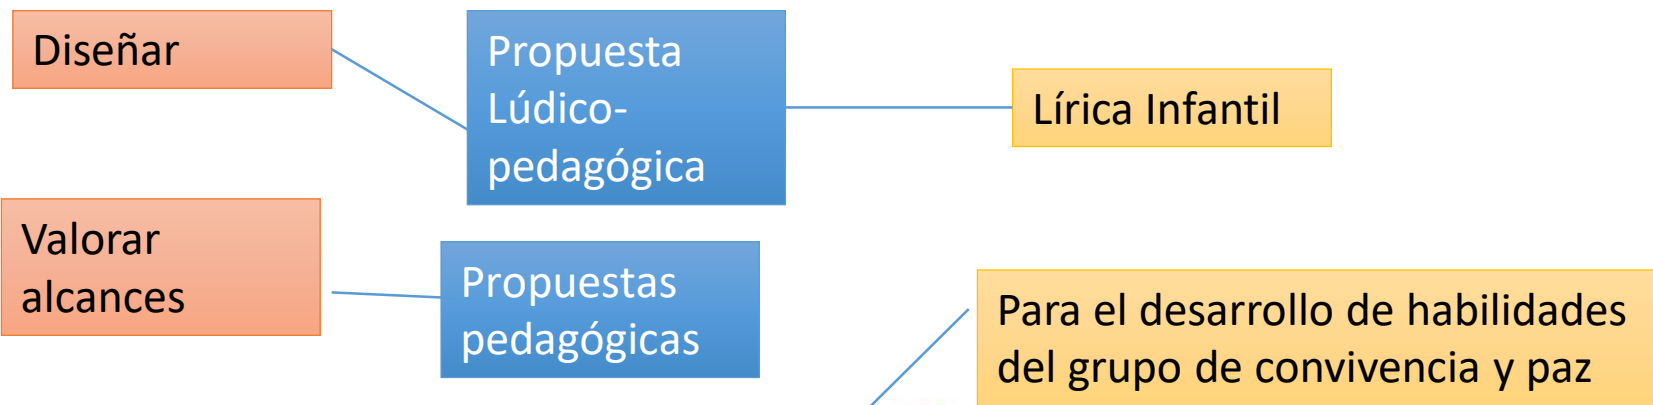 Diseñar
Propuesta
Lúdico-
pedagógica
Lírica Infantil
Valorar
alcances
Propuestas
pedagógicas
Para el desarrollo de habilidades
del grupo de convivencia y paz